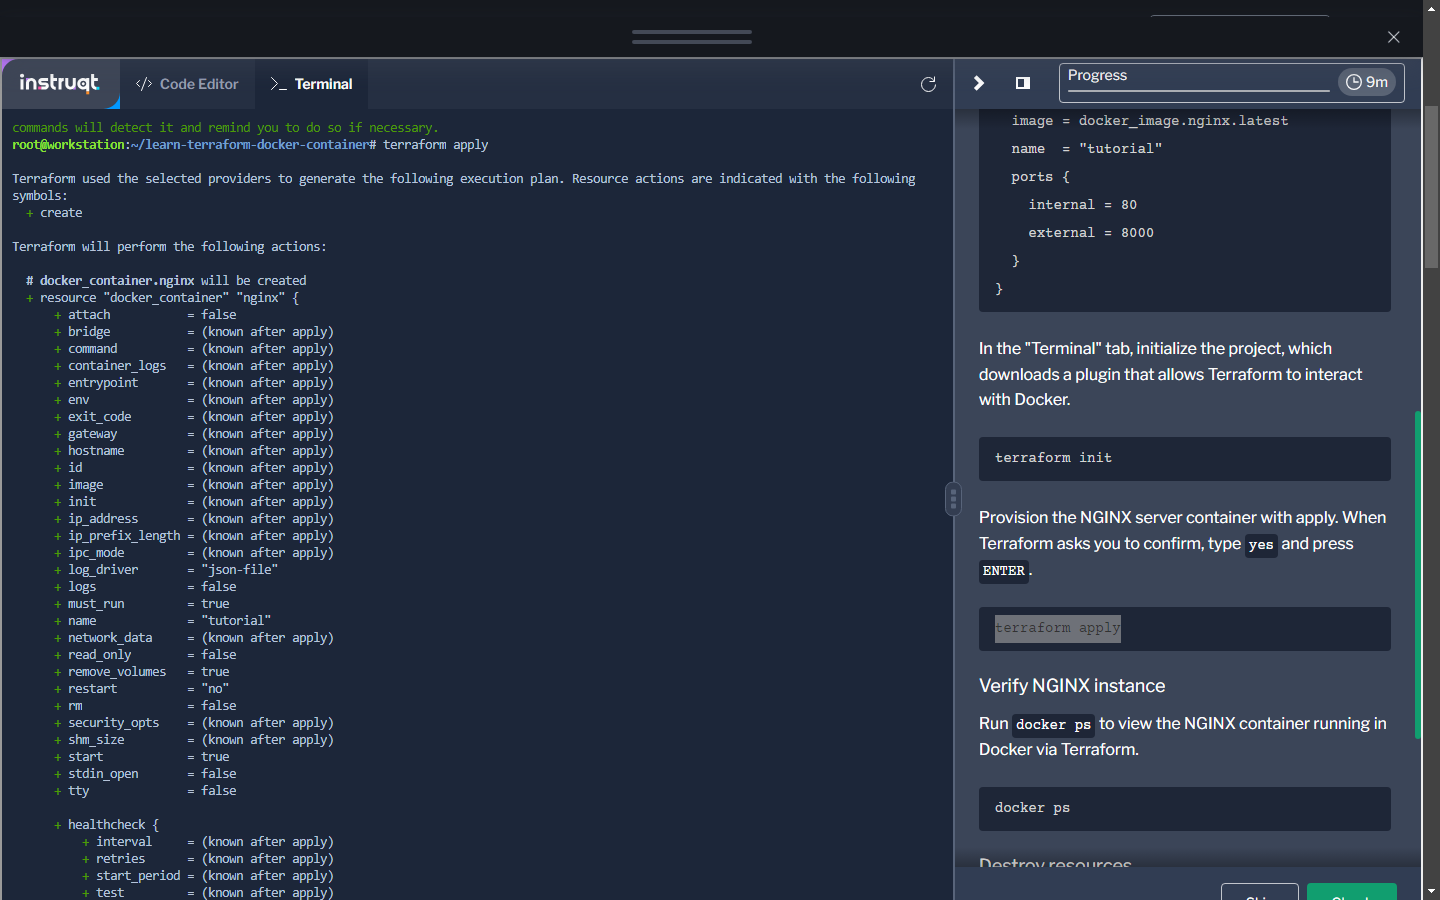 instruqt
</> Code Editor
>_ Terminal
commands will detect it and remind you to do so if necessary.
root@workstation:~/learn-terraform-docker-container# terraform apply
Terraform used the selected providers to generate the following execution plan. Resource actions are indicated with the following
symbols:
+ create
Terraform will perform the following actions:
# docker_container.nginx will be created
+ resource "docker_container" "nginx" {
+ attach = false
+ bridge = (known after apply)
+ command = (known after apply)
+ container_logs = (known after apply)
+ entrypoint = (known after apply)
+ env = (known after apply)
+ exit_code = (known after apply)
+ gateway = (known after apply)
+ hostname = (known after apply)
+ id = (known after apply)
+ image = (known after apply)
+ init = (known after apply)
+ ip_address = (known after apply)
+ ip_prefix_length = (known after apply)
+ ipc_mode = (known after apply)
+ log_driver = "json-file"
+ logs = false
+ must_run = true
+ name = "tutorial"
+ network_data = (known after apply)
+ read_only = false
+ remove_volumes = true
+ restart = "no"
+ rm = false
+ security_opts = (known after apply)
+ shm_size = (known after apply)
+ start = true
+ stdin_open = false
+ tty = false
+ healthcheck {
+ interval = (known after apply)
+ retries = (known after apply)
+ start_period = (known after apply)
+ test = (known after apply)
Progress
9m
image = docker_image.nginx.latest
name = "tutorial"
ports {
internal = 80
external = 8000
}
}
In the "Terminal" tab, initialize the project, which
downloads a plugin that allows Terraform to interact
with Docker.
terraform init
Provision the NGINX server container with apply. When
Terraform asks you to confirm, type yes and press
ENTER.
terraform apply
Verify NGINX instance
Run docker ps to view the NGINX container running in
Docker via Terraform.
docker ps
Destroy resources